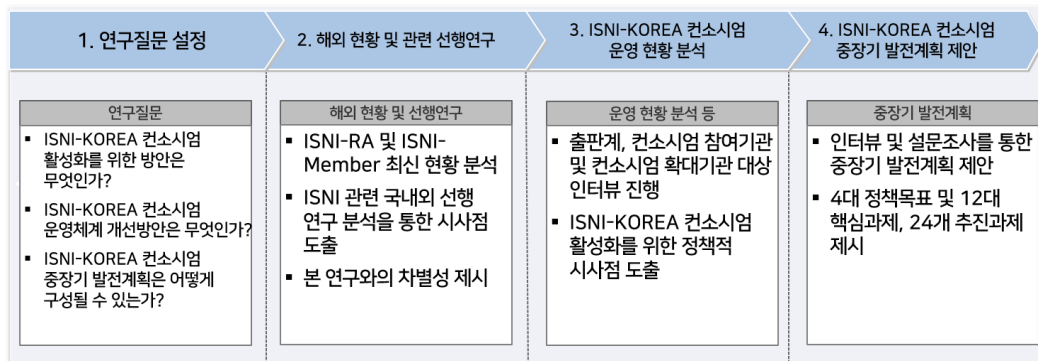 1. 연구질문 설정
2. 해외 현황 및 관련 선행연구
3. ISNI-KOREA 컨소시엄
운영 현황 분석
4. ISNI-KOREA 컨소시엄
중장기 발전계획 제안
연구질문
▪ ISNI-KOREA 컨소시엄
활성화를 위한 방안은
무엇인가?
▪ ISNI-KOREA 컨소시엄
운영체계 개선방안은 무엇인가?
▪ ISNI-KOREA 컨소시엄
중장기 발전계획은 어떻게
구성될 수 있는가?
해외 현황 및 선행연구
▪ ISNI-RA 및 ISNI-
Member 최신 현황 분석
▪ ISNI 관련 국내외 선행
연구 분석을 통한 시사점
도출
▪ 본 연구와의 차별성 제시
운영 현황 분석 등
▪ 출판계, 컨소시엄 참여기관
및 컨소시엄 확대기관 대상
인터뷰 진행
▪ ISNI-KOREA 컨소시엄
활성화를 위한 정책적
시사점 도출
중장기 발전계획
▪ 인터뷰 및 설문조사를 통한
중장기 발전계획 제안
▪ 4대 정책목표 및 12대
핵심과제, 24개 추진과제
제시